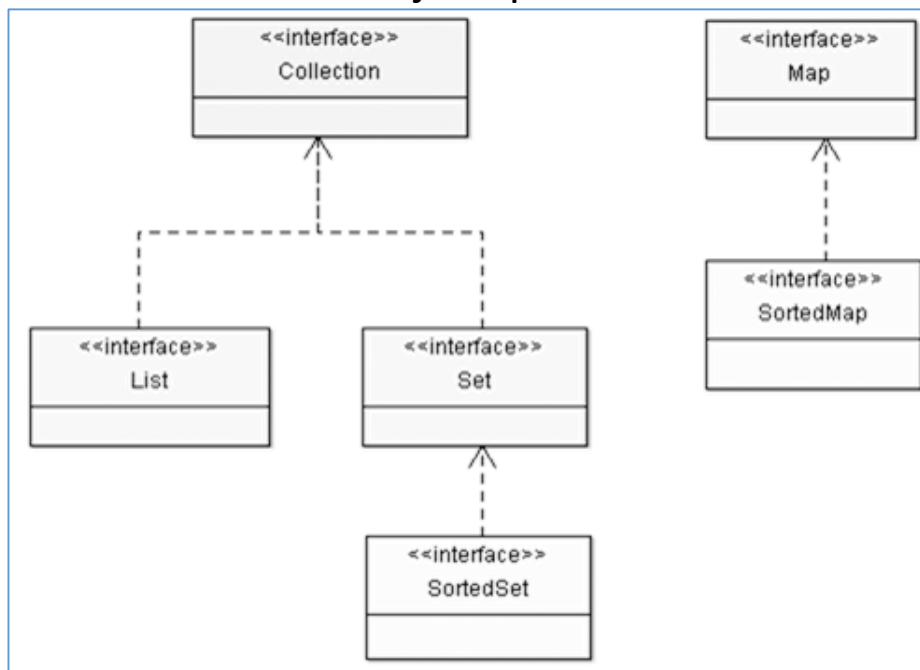 <<interface>>
Collection
<<interface>>
Map
<<interface>>
SortedMap
<<interface>>
List
<<interface>>
Set
<<interface>>
SortedSet